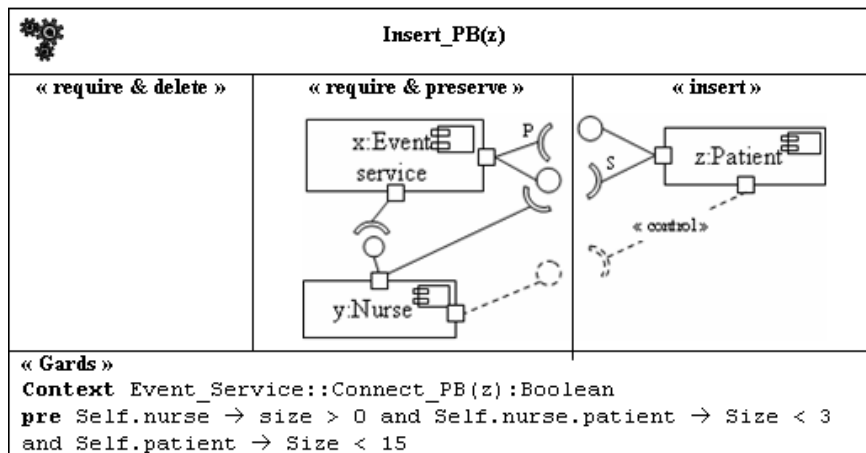 Insert_PB(z)
« require & delete »
« require & preserve »
« insert »
x:Event
service
P
S
z:Patient
« control »
y:Nurse
« Gards »
Context Event_Service::Connect_PB(z):Boolean
pre Self.nurse → size > 0 and Self.nurse.patient → Size < 3
and Self.patient → Size < 15